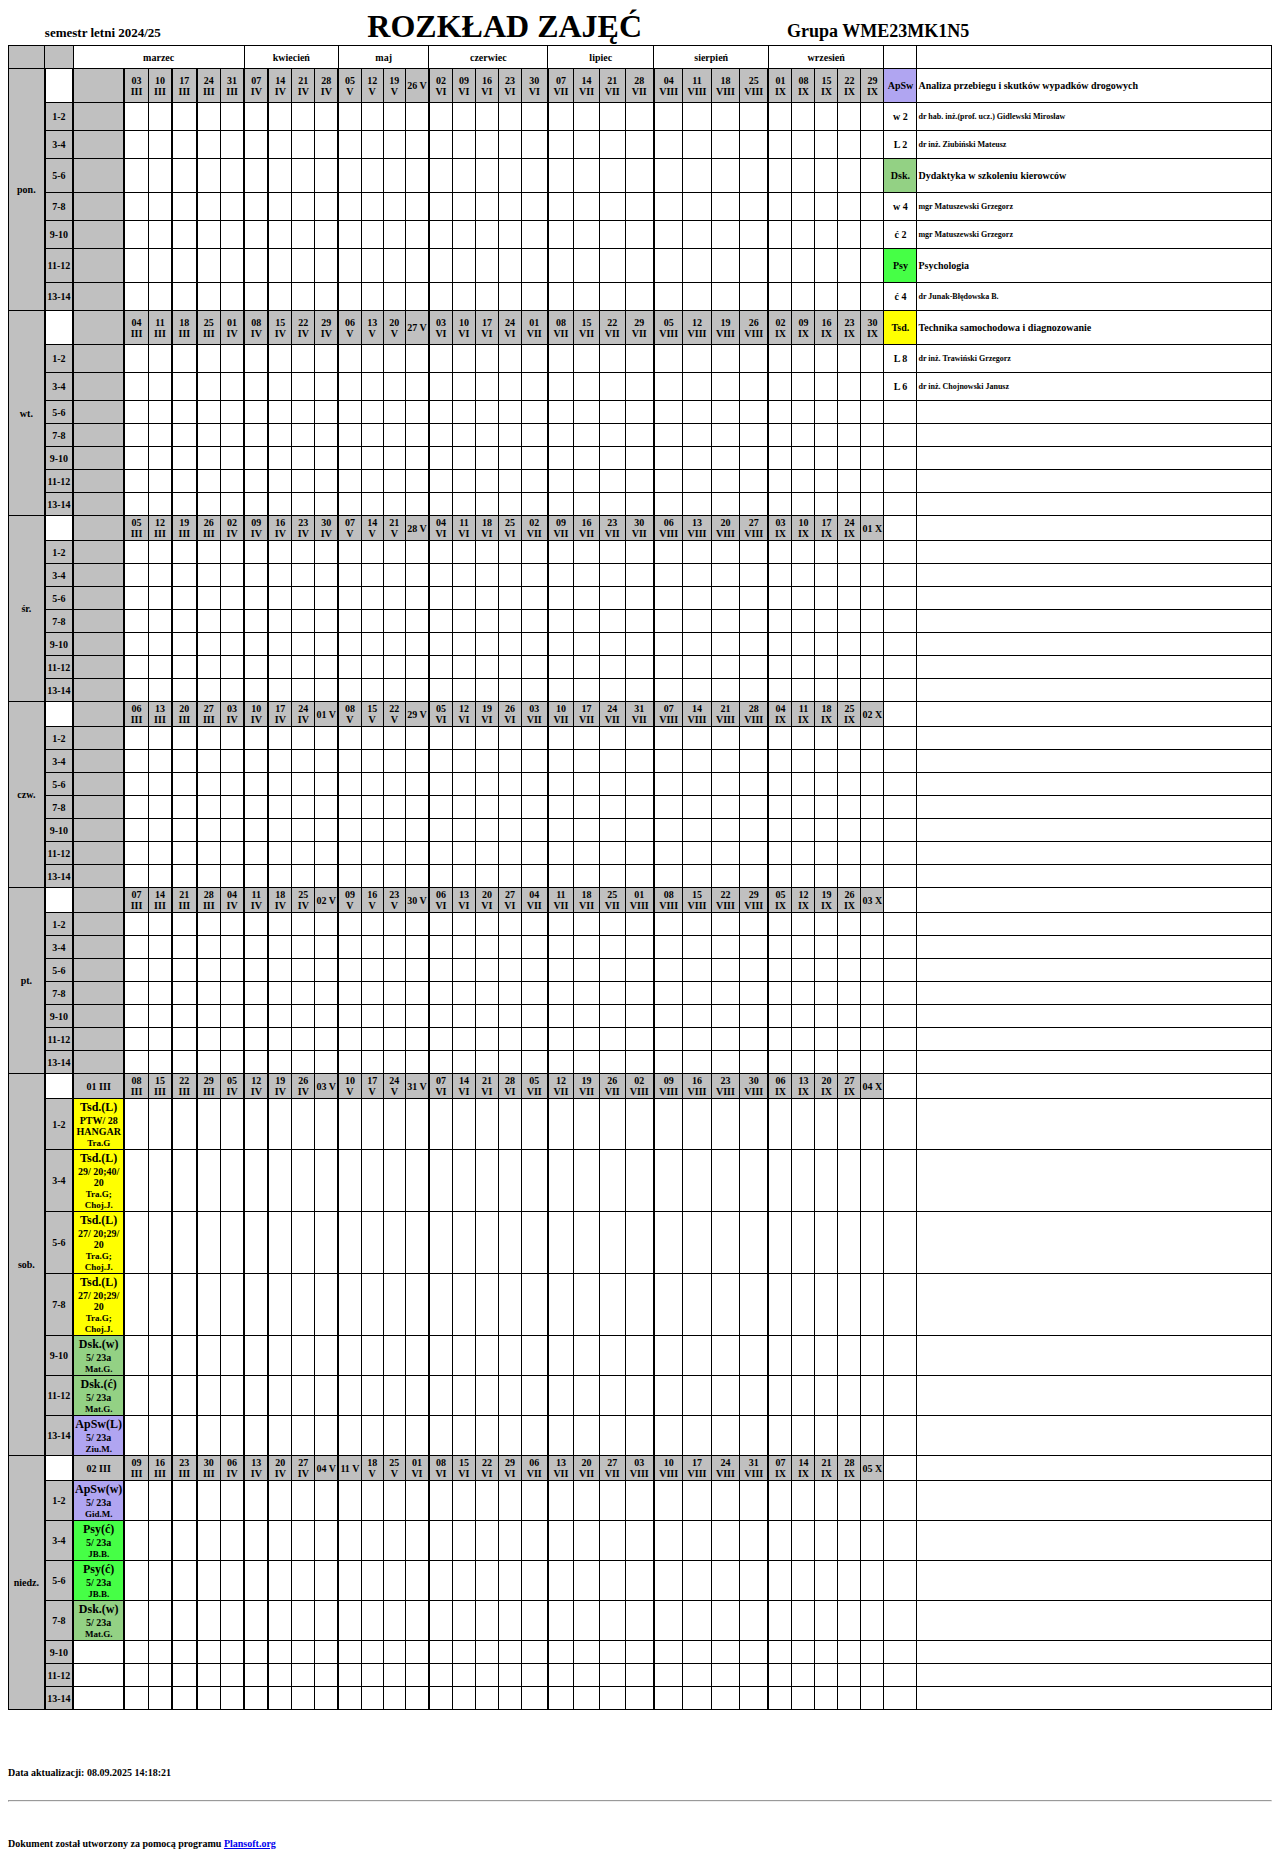 semestr letni 2024/25 ROZKŁAD ZAJĘĆ Grupa WME23MK1N5
marzec kwiecień maj czerwiec lipiec sierpień wrzesień
pon. 03 III 10 III 17 III 24 III 31 III 07 IV 14 IV 21 IV 28 IV 05 V 12 V 19 V 26 V 02 VI 09 VI 16 VI 23 VI 30 VI 07 VII 14 VII 21 VII 28 VII 04 VIII 11 VIII 18 VIII 25 VIII 01 IX 08 IX 15 IX 22 IX 29 IX ApSw Analiza przebiegu i skutków wypadków drogowych
1-2 w 2 dr hab. inż.(prof. ucz.) Gidlewski Mirosław
3-4 L 2 dr inż. Ziubiński Mateusz
5-6 Dsk. Dydaktyka w szkoleniu kierowców
7-8 w 4 mgr Matuszewski Grzegorz
9-10 ć 2 mgr Matuszewski Grzegorz
11-12 Psy Psychologia
13-14 ć 4 dr Junak-Błędowska B.
wt. 04 III 11 III 18 III 25 III 01 IV 08 IV 15 IV 22 IV 29 IV 06 V 13 V 20 V 27 V 03 VI 10 VI 17 VI 24 VI 01 VII 08 VII 15 VII 22 VII 29 VII 05 VIII 12 VIII 19 VIII 26 VIII 02 IX 09 IX 16 IX 23 IX 30 IX Tsd. Technika samochodowa i diagnozowanie
1-2 L 8 dr inż. Trawiński Grzegorz
3-4 L 6 dr inż. Chojnowski Janusz
5-6
7-8
9-10
11-12
13-14
śr. 05 III 12 III 19 III 26 III 02 IV 09 IV 16 IV 23 IV 30 IV 07 V 14 V 21 V 28 V 04 VI 11 VI 18 VI 25 VI 02 VII 09 VII 16 VII 23 VII 30 VII 06 VIII 13 VIII 20 VIII 27 VIII 03 IX 10 IX 17 IX 24 IX 01 X
1-2
3-4
5-6
7-8
9-10
11-12
13-14
czw. 06 III 13 III 20 III 27 III 03 IV 10 IV 17 IV 24 IV 01 V 08 V 15 V 22 V 29 V 05 VI 12 VI 19 VI 26 VI 03 VII 10 VII 17 VII 24 VII 31 VII 07 VIII 14 VIII 21 VIII 28 VIII 04 IX 11 IX 18 IX 25 IX 02 X
1-2
3-4
5-6
7-8
9-10
11-12
13-14
pt. 07 III 14 III 21 III 28 III 04 IV 11 IV 18 IV 25 IV 02 V 09 V 16 V 23 V 30 V 06 VI 13 VI 20 VI 27 VI 04 VII 11 VII 18 VII 25 VII 01 VIII 08 VIII 15 VIII 22 VIII 29 VIII 05 IX 12 IX 19 IX 26 IX 03 X
1-2
3-4
5-6
7-8
9-10
11-12
13-14
sob. 01 III 08 III 15 III 22 III 29 III 05 IV 12 IV 19 IV 26 IV 03 V 10 V 17 V 24 V 31 V 07 VI 14 VI 21 VI 28 VI 05 VII 12 VII 19 VII 26 VII 02 VIII 09 VIII 16 VIII 23 VIII 30 VIII 06 IX 13 IX 20 IX 27 IX 04 X
1-2 Tsd.(L)
PTW/ 28
HANGAR
Tra.G
3-4 Tsd.(L)
29/ 20;40/
20
Tra.G;
Choj.J.
5-6 Tsd.(L)
27/ 20;29/
20
Tra.G;
Choj.J.
7-8 Tsd.(L)
27/ 20;29/
20
Tra.G;
Choj.J.
9-10 Dsk.(w)
5/ 23a
Mat.G.
11-12 Dsk.(ć)
5/ 23a
Mat.G.
13-14 ApSw(L)
5/ 23a
Ziu.M.
niedz. 02 III 09 III 16 III 23 III 30 III 06 IV 13 IV 20 IV 27 IV 04 V 11 V 18 V 25 V 01 VI 08 VI 15 VI 22 VI 29 VI 06 VII 13 VII 20 VII 27 VII 03 VIII 10 VIII 17 VIII 24 VIII 31 VIII 07 IX 14 IX 21 IX 28 IX 05 X
1-2 ApSw(w)
5/ 23a
Gid.M.
3-4 Psy(ć)
5/ 23a
JB.B.
5-6 Psy(ć)
5/ 23a
JB.B.
7-8 Dsk.(w)
5/ 23a
Mat.G.
9-10
11-12
13-14
Data aktualizacji: 08.09.2025 14:18:21
Dokument został utworzony za pomocą programu Plansoft.org